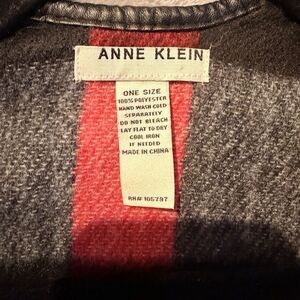 ANNE KLEIN
ONE SIZE
100% POLYESTER
HAND WASH COLD
SEPARATELY
DO NOT BLEACH
LAY FLAT TO DRY
COOL IRON
IF NEEDED
MADE IN CHINA
RN# 105797